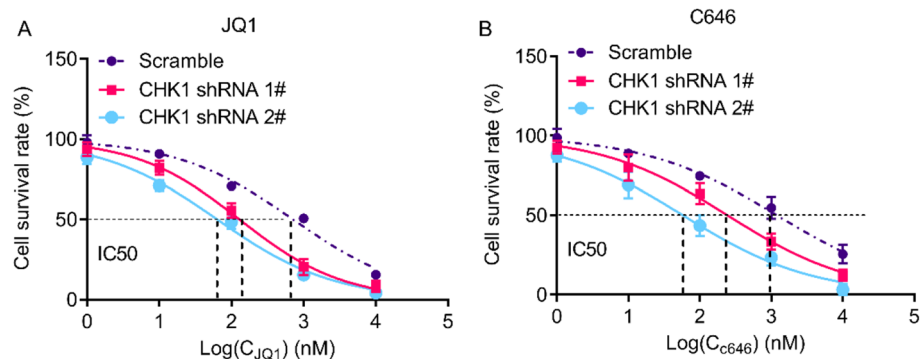 A
JQ1
Scramble
CHK1 shRNA 1#
CHK1 shRNA 2#
Cell survival rate (%)
150
100
50
0
IC50
0 1 2 3 4 5
Log(C_JQ1) (nM)
B
C646
Scramble
CHK1 shRNA 1#
CHK1 shRNA 2#
Cell survival rate (%)
150
100
50
0
IC50
0 1 2 3 4 5
Log(C_c646) (nM)